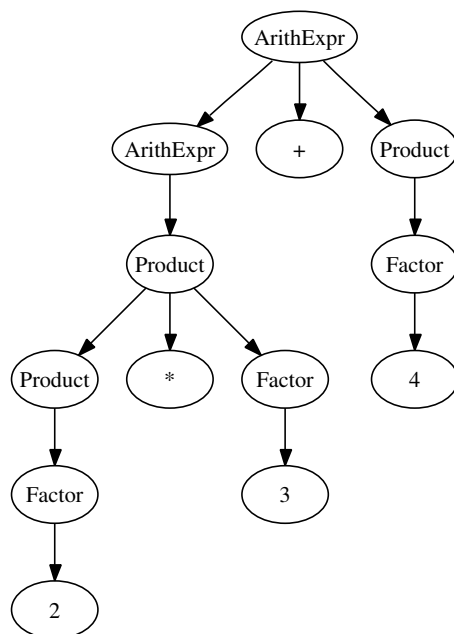 ArithExpr
ArithExpr + Product
Product Factor
Product * Factor 4
Factor 3
2